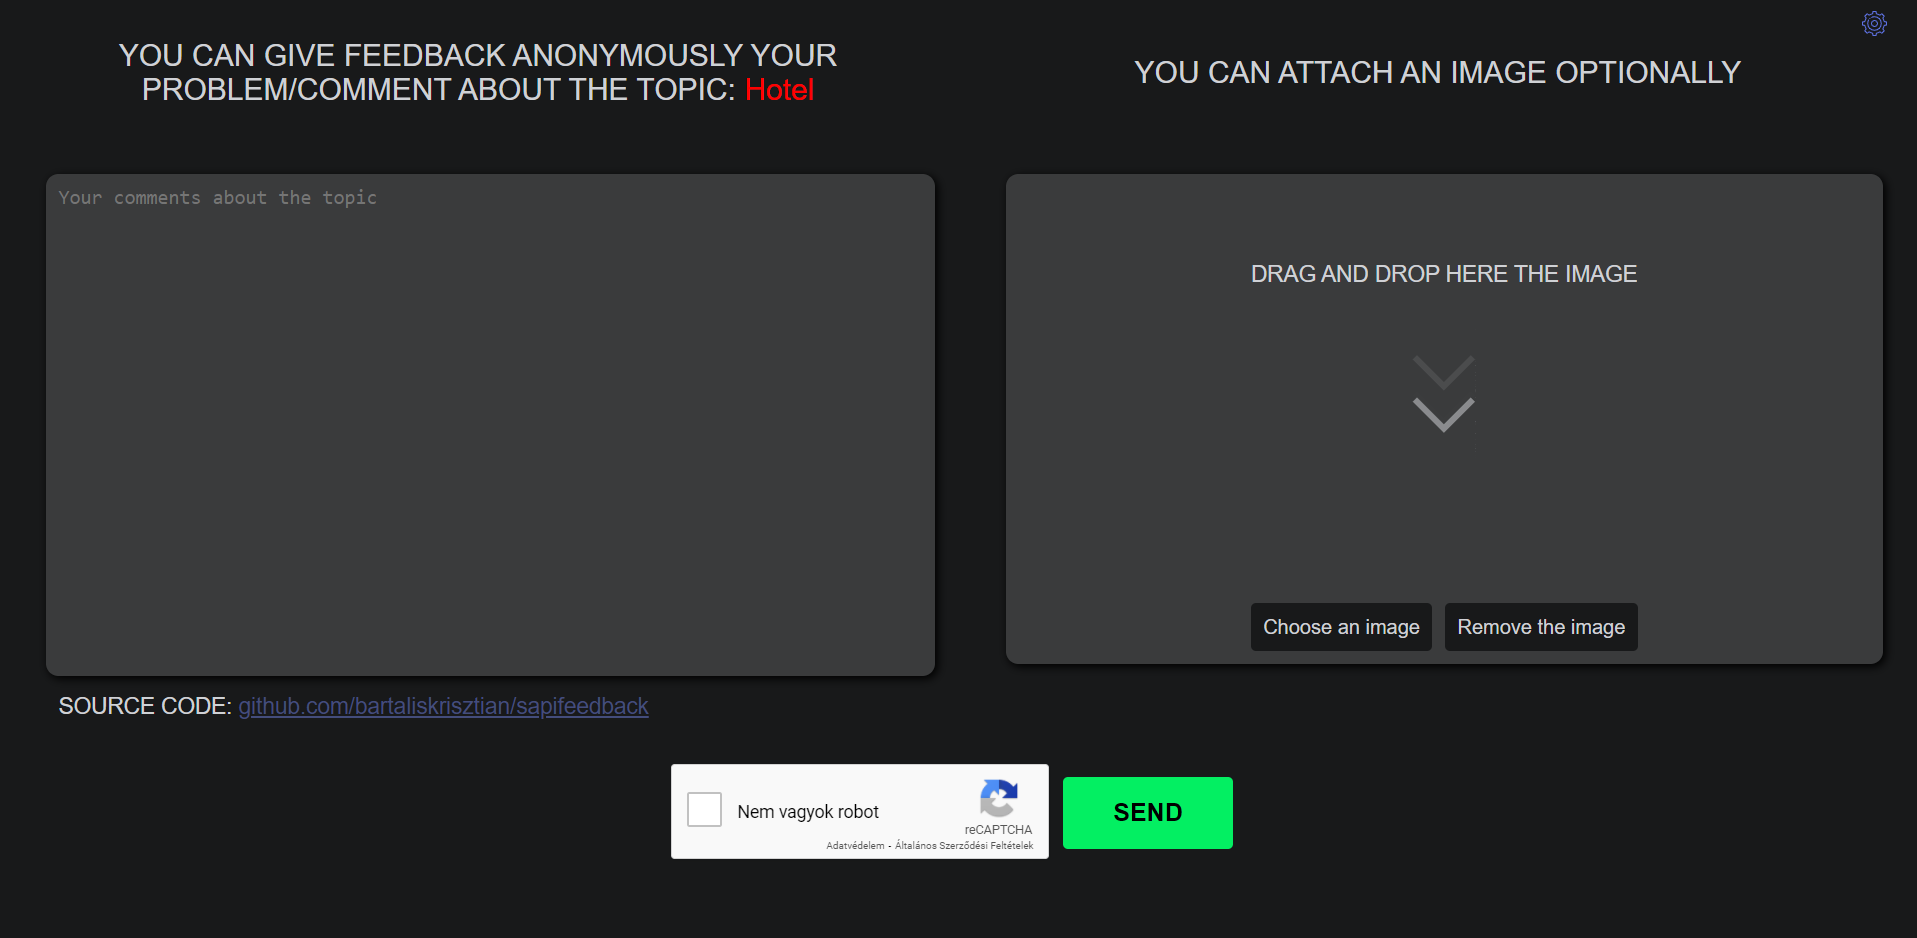 YOU CAN GIVE FEEDBACK ANONYMOUSLY YOUR
PROBLEM/COMMENT ABOUT THE TOPIC: Hotel
YOU CAN ATTACH AN IMAGE OPTIONALLY
Your comments about the topic
DRAG AND DROP HERE THE IMAGE
Choose an image
Remove the image
SOURCE CODE: github.com/bartaliskrisztian/sapifeedback
Nem vagyok robot
reCAPTCHA
Adatvédelem - Általános Szerződési Feltételek
SEND